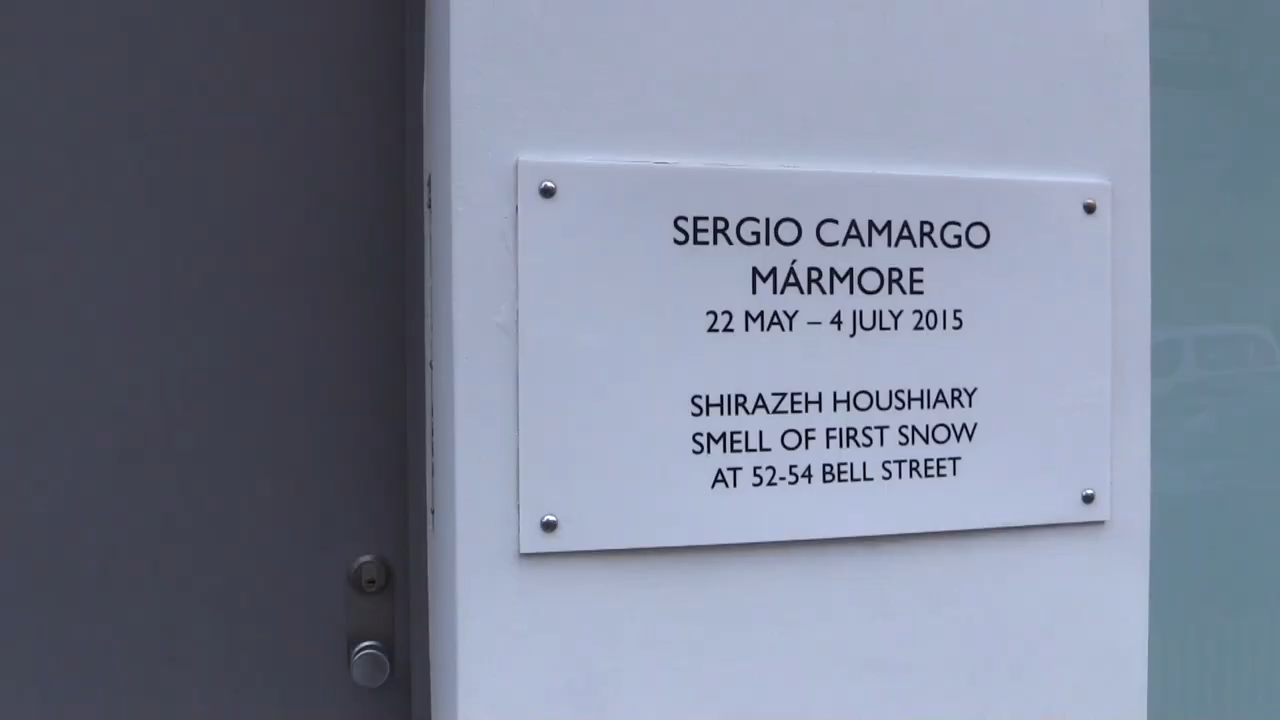 SERGIO CAMARGO
MÁRMORE
22 MAY – 4 JULY 2015
SHIRAZEH HOUSHIARY
SMELL OF FIRST SNOW
AT 52-54 BELL STREET